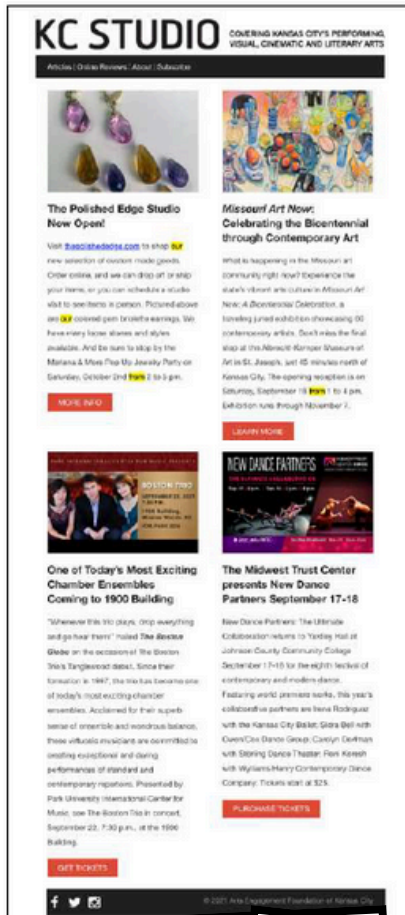 KC STUDIO
COVERING KANSAS CITY'S PERFORMING,
VISUAL, CINEMATIC AND LITERARY ARTS
Articles | Online Reviews | About | Subscribe
The Polished Edge Studio
Now Open!
Visit thepolishededge.com to shop our
new selection of custom made goods.
Order online, and we can drop off or ship
your items, or you can schedule a studio
visit to see items in person. Pictured above
are our colored gem briolette earrings. We
have many loose stones and styles
available. And be sure to stop by the
Mariana & More Pop Up Jewelry Party on
Saturday, October 2nd from 2 to 5 pm.
MORE INFO
Missouri Art Now:
Celebrating the Bicentennial
through Contemporary Art
What is happening in the Missouri art
community right now? Experience the
state's vibrant arts culture in Missouri Art
Now: A Bicentennial Celebration, a
traveling juried exhibition showcasing 60
contemporary artists. Don't miss the final
stop at the Albrecht-Kemper Museum of
Art in St. Joseph, just 45 minutes north of
Kansas City. The opening reception is on
Saturday, September 18 from 1 to 4 pm.
Exhibition runs through November 7.
LEARN MORE
BOSTON TRIO
One of Today's Most Exciting
Chamber Ensembles
Coming to 1900 Building
"Whenever this trio plays, drop everything
and go hear them" hailed The Boston
Globe on the occasion of The Boston
Trio's Tanglewood debut. Since their
formation in 1997, the trio has become one
of today's most exciting chamber
ensembles. Acclaimed for their superb
sense of ensemble and wondrous balance,
these virtuosic musicians are committed to
creating exceptional and daring
performances of standard and
contemporary repertoire. Presented by
Park University International Center for
Music, see The Boston Trio in concert,
September 23, 7:30 p.m., at the 1900
Building.
GET TICKETS
NEW DANCE PARTNERS
The Midwest Trust Center
presents New Dance
Partners September 17-18
New Dance Partners: The Ultimate
Collaboration returns to Yardley Hall at
Johnson County Community College
September 17-18 for the eighth festival of
contemporary and modern dance.
Featuring world premiere works, this year's
collaborative partners are Irene Rodríguez
with the Kansas City Ballet; Siora Bell with
Owen/Cox Dance Group; Carolyn Dorfman
with Störling Dance Theater; Roni Koresh
with Wylliams/Henry Contemporary Dance
Company. Tickets start at $25.
PURCHASE TICKETS
© 2021 Arts Engagement Foundation of Kansas City